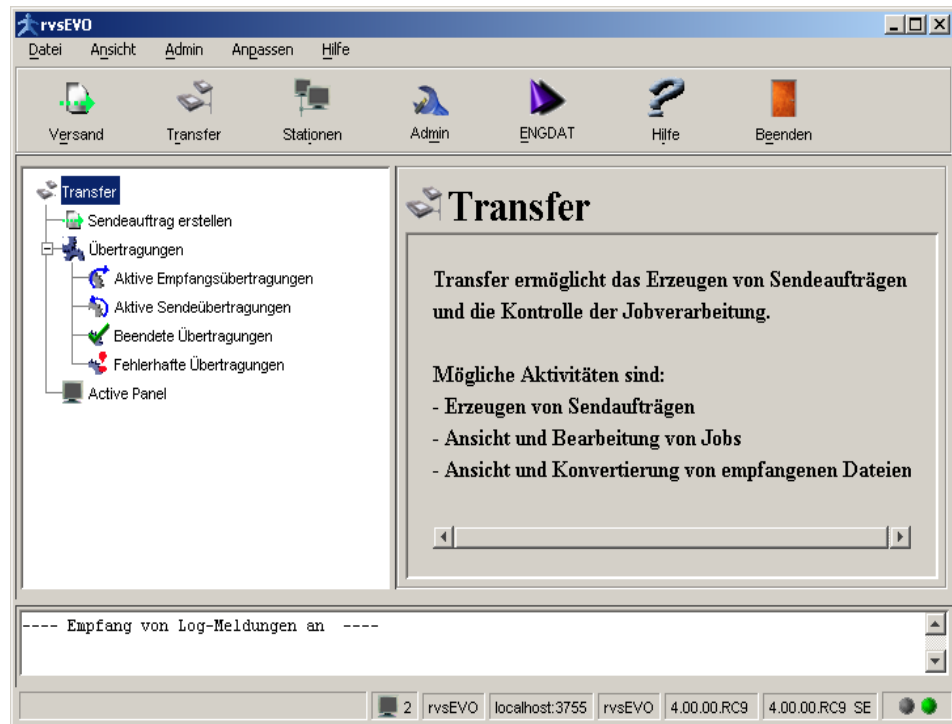 rvsEVO
Datei Ansicht Admin Anpassen Hilfe
Versand Transfer Stationen Admin ENGDAT Hilfe Beenden
Transfer
Sendeauftrag erstellen
Übertragungen
Aktive Empfangsübertragungen
Aktive Sendeübertragungen
Beendete Übertragungen
Fehlerhafte Übertragungen
Active Panel
Transfer
Transfer ermöglicht das Erzeugen von Sendeaufträgen
und die Kontrolle der Jobverarbeitung.
Mögliche Aktivitäten sind:
- Erzeugen von Sendaufträgen
- Ansicht und Bearbeitung von Jobs
- Ansicht und Konvertierung von empfangenen Dateien
---- Empfang von Log-Meldungen an ----
2 rvsEVO localhost:3755 rvsEVO 4.00.00.RC9 4.00.00.RC9 SE